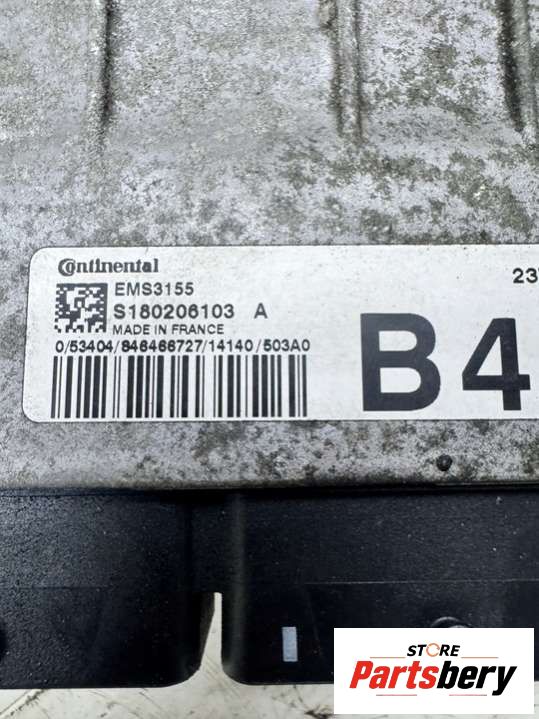 Continental
EMS3155
S180206103 A
MADE IN FRANCE
0/53404/846466727/14140/503A0
23
B4
STORE
Partsbery